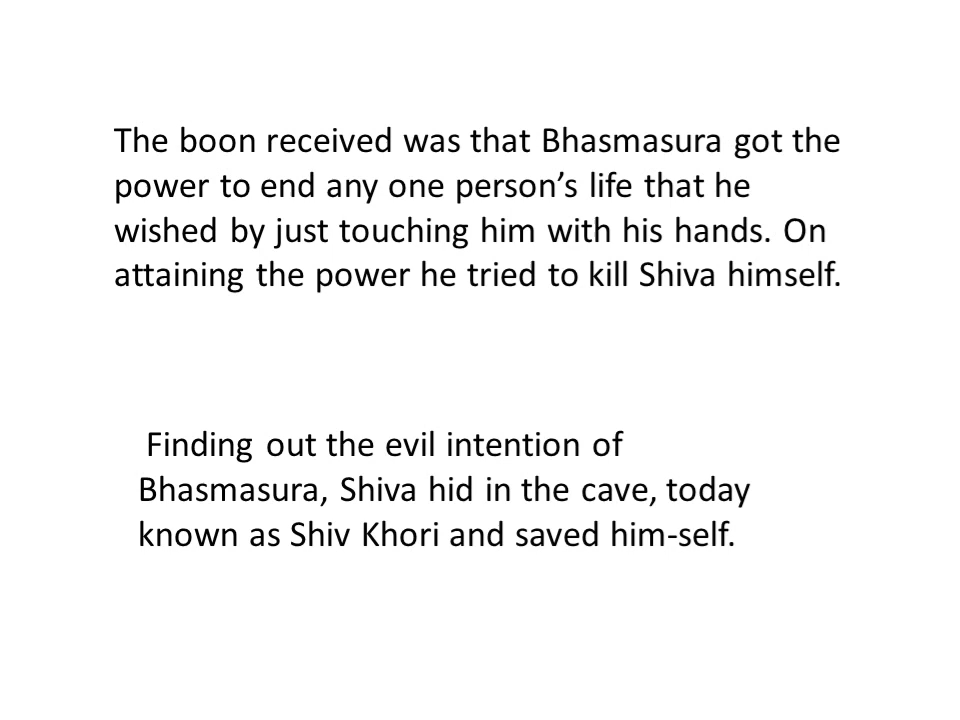 The boon received was that Bhasmasura got the
power to end any one person’s life that he
wished by just touching him with his hands. On
attaining the power he tried to kill Shiva himself.
Finding out the evil intention of
Bhasmasura, Shiva hid in the cave, today
known as Shiv Khori and saved him-self.